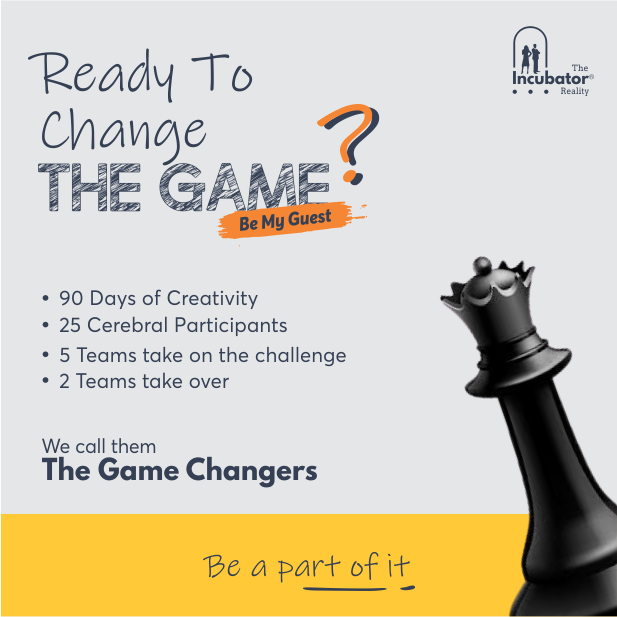 Ready To
Change
THE GAME?
Be My Guest
The
Incubator®
Reality
• 90 Days of Creativity
• 25 Cerebral Participants
• 5 Teams take on the challenge
• 2 Teams take over
We call them
The Game Changers
Be a part of it